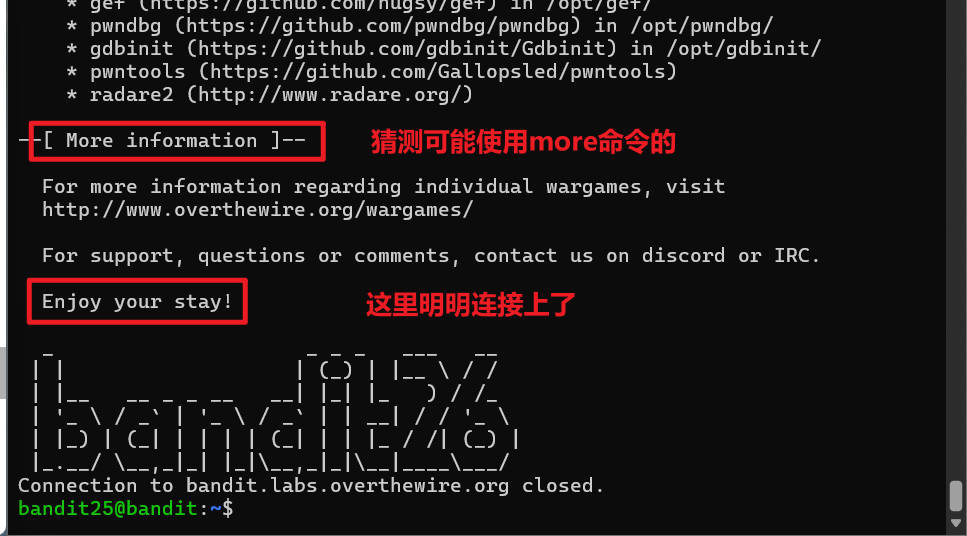 * gef (https://github.com/hugsy/gef) in /opt/gef/
* pwndbg (https://github.com/pwndbg/pwndbg) in /opt/pwndbg/
* gdbinit (https://github.com/gdbinit/Gdbinit) in /opt/gdbinit/
* pwntools (https://github.com/Gallopsled/pwntools)
* radare2 (http://www.radare.org/)
--[ More information ]-- 猜测可能使用more命令的
For more information regarding individual wargames, visit
http://www.overthewire.org/wargames/
For support, questions or comments, contact us on discord or IRC.
Enjoy your stay! 这里明明连接上了
bandit26
Connection to bandit.labs.overthewire.org closed.
bandit25@bandit:~$